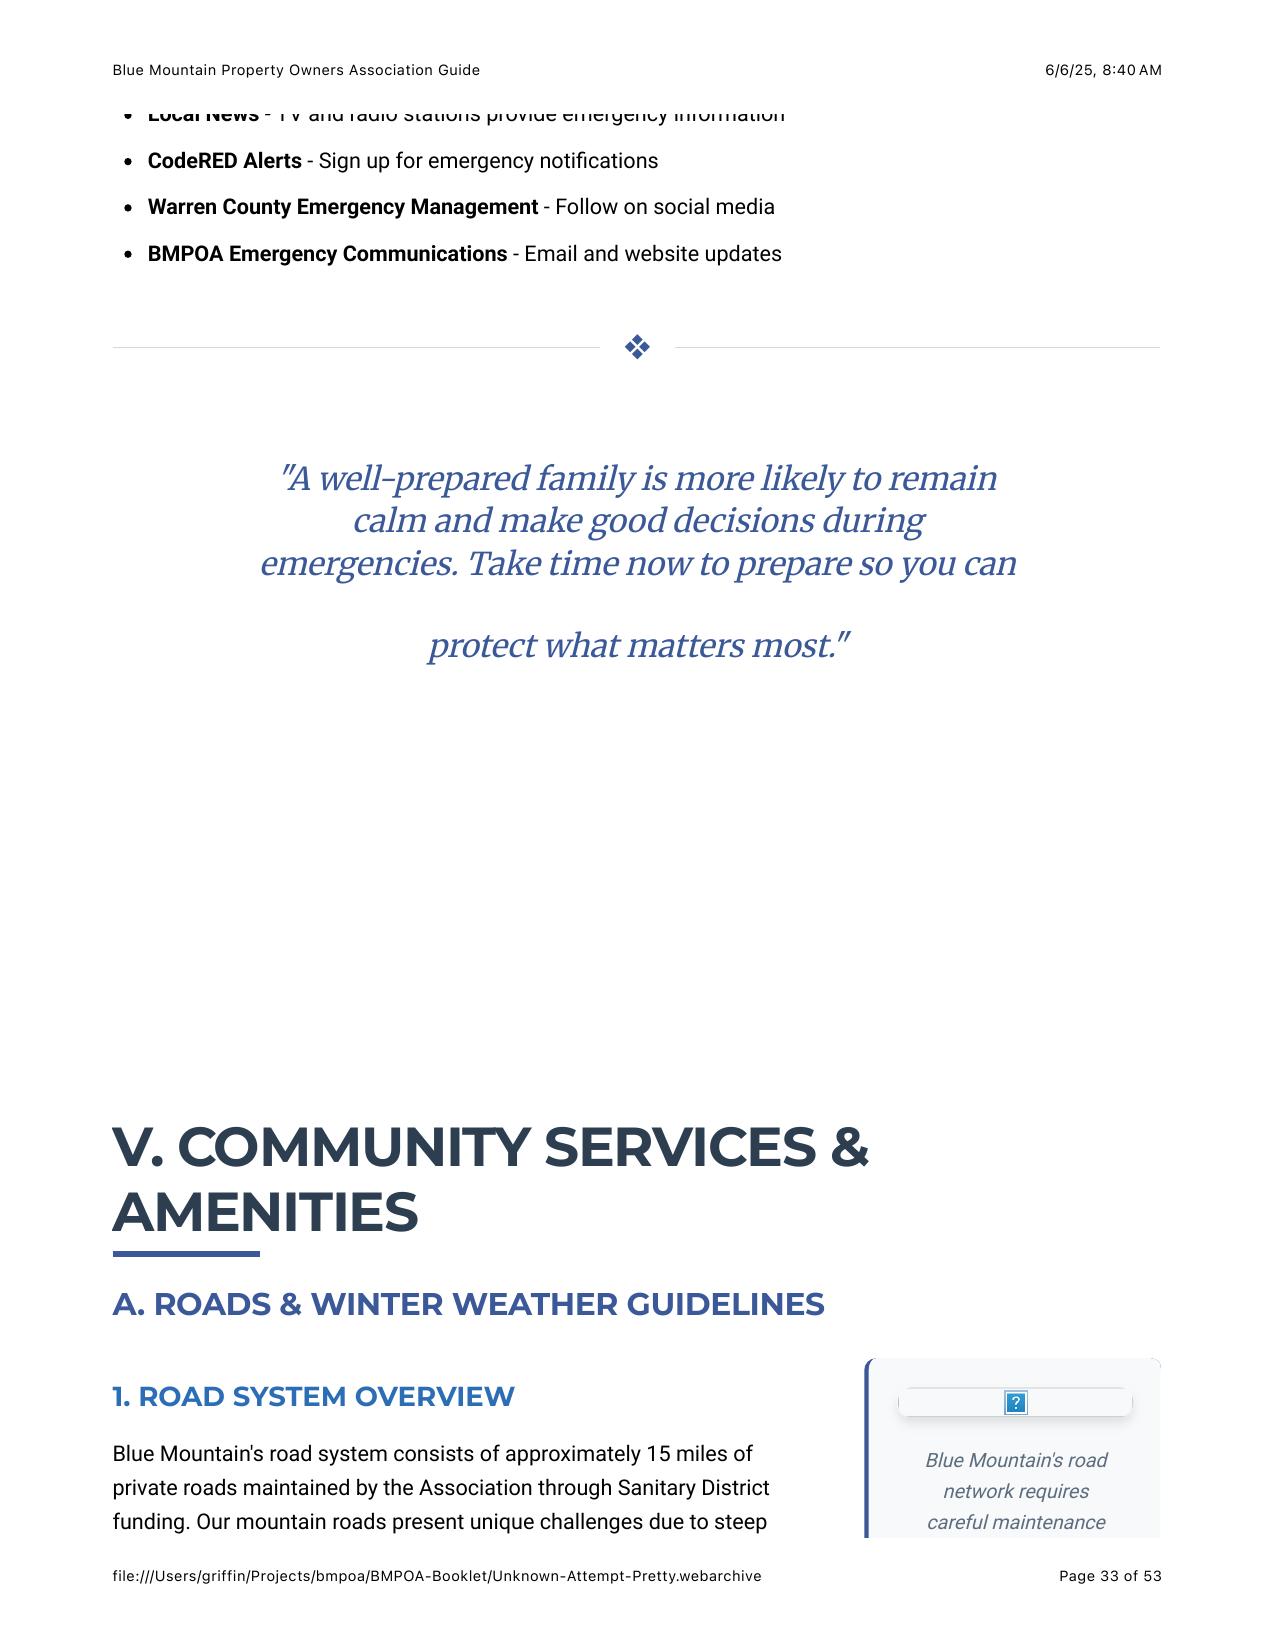 Blue Mountain Property Owners Association Guide 6/6/25, 8:40 AM
• Local News - TV and radio stations provide emergency information
• CodeRED Alerts - Sign up for emergency notifications
• Warren County Emergency Management - Follow on social media
• BMPOA Emergency Communications - Email and website updates
❖
"A well-prepared family is more likely to remain
calm and make good decisions during
emergencies. Take time now to prepare so you can
protect what matters most."
V. COMMUNITY SERVICES &
AMENITIES
A. ROADS & WINTER WEATHER GUIDELINES
1. ROAD SYSTEM OVERVIEW
Blue Mountain's road system consists of approximately 15 miles of
private roads maintained by the Association through Sanitary District
funding. Our mountain roads present unique challenges due to steep
?
Blue Mountain's road
network requires
careful maintenance
file:///Users/griffin/Projects/bmpoa/BMPOA-Booklet/Unknown-Attempt-Pretty.webarchive Page 33 of 53